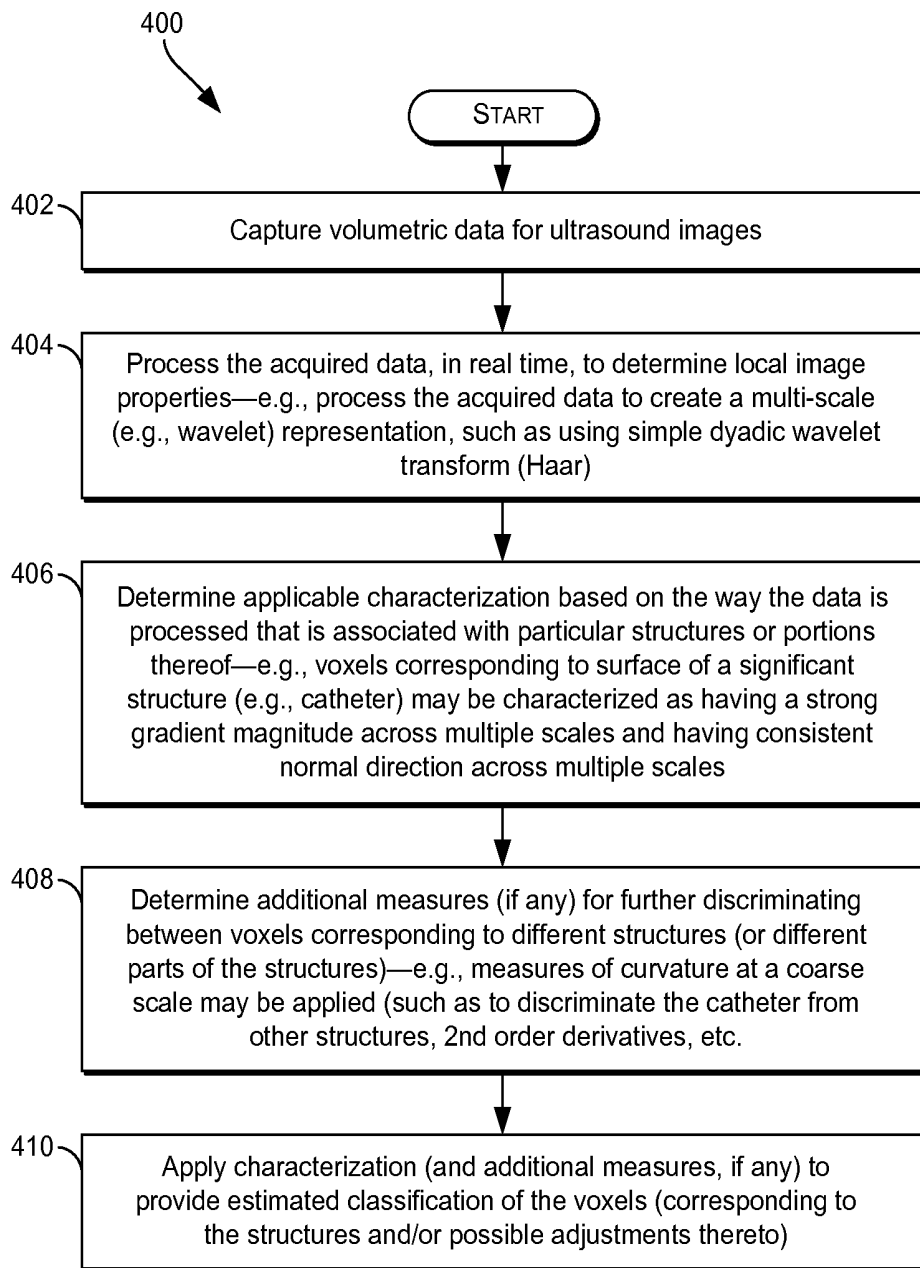 400
START
402
Capture volumetric data for ultrasound images
404
Process the acquired data, in real time, to determine local image
properties—e.g., process the acquired data to create a multi-scale
(e.g., wavelet) representation, such as using simple dyadic wavelet
transform (Haar)
406
Determine applicable characterization based on the way the data is
processed that is associated with particular structures or portions
thereof—e.g., voxels corresponding to surface of a significant
structure (e.g., catheter) may be characterized as having a strong
gradient magnitude across multiple scales and having consistent
normal direction across multiple scales
408
Determine additional measures (if any) for further discriminating
between voxels corresponding to different structures (or different
parts of the structures)—e.g., measures of curvature at a coarse
scale may be applied (such as to discriminate the catheter from
other structures, 2nd order derivatives, etc.
410
Apply characterization (and additional measures, if any) to
provide estimated classification of the voxels (corresponding to
the structures and/or possible adjustments thereto)